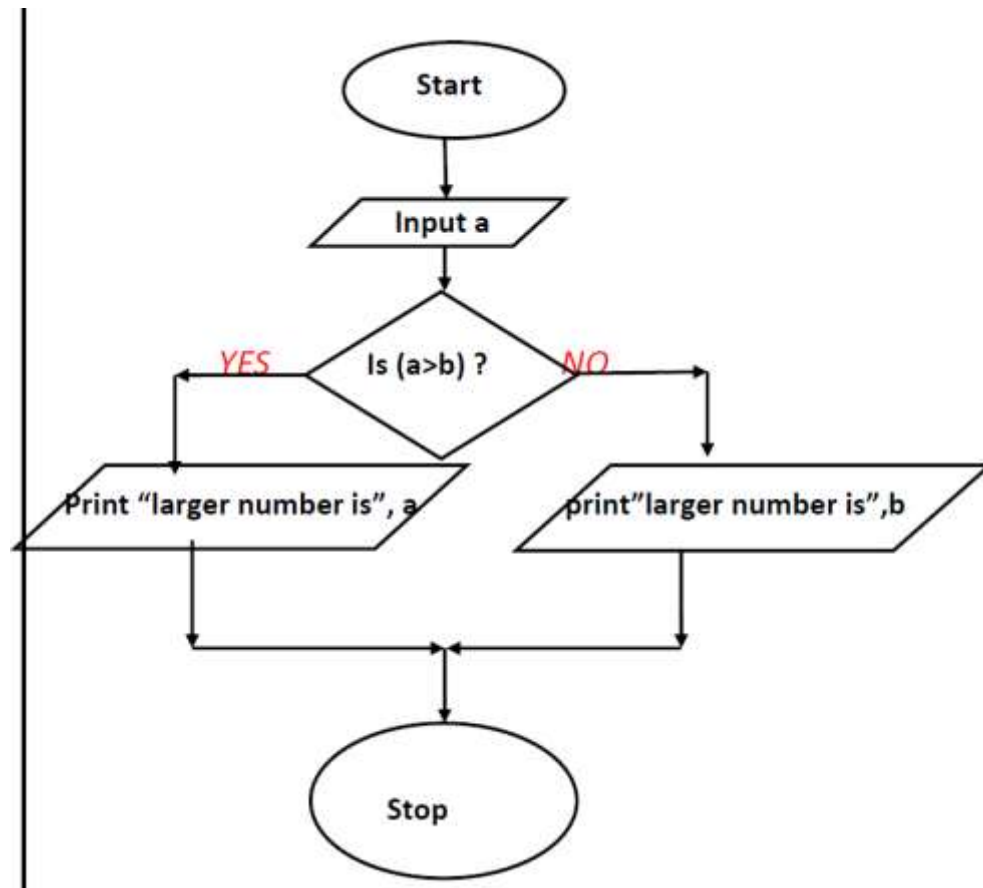 Start
Input a
YES
Is (a>b) ?
NO
Print “larger number is”, a
print”larger number is”,b
Stop